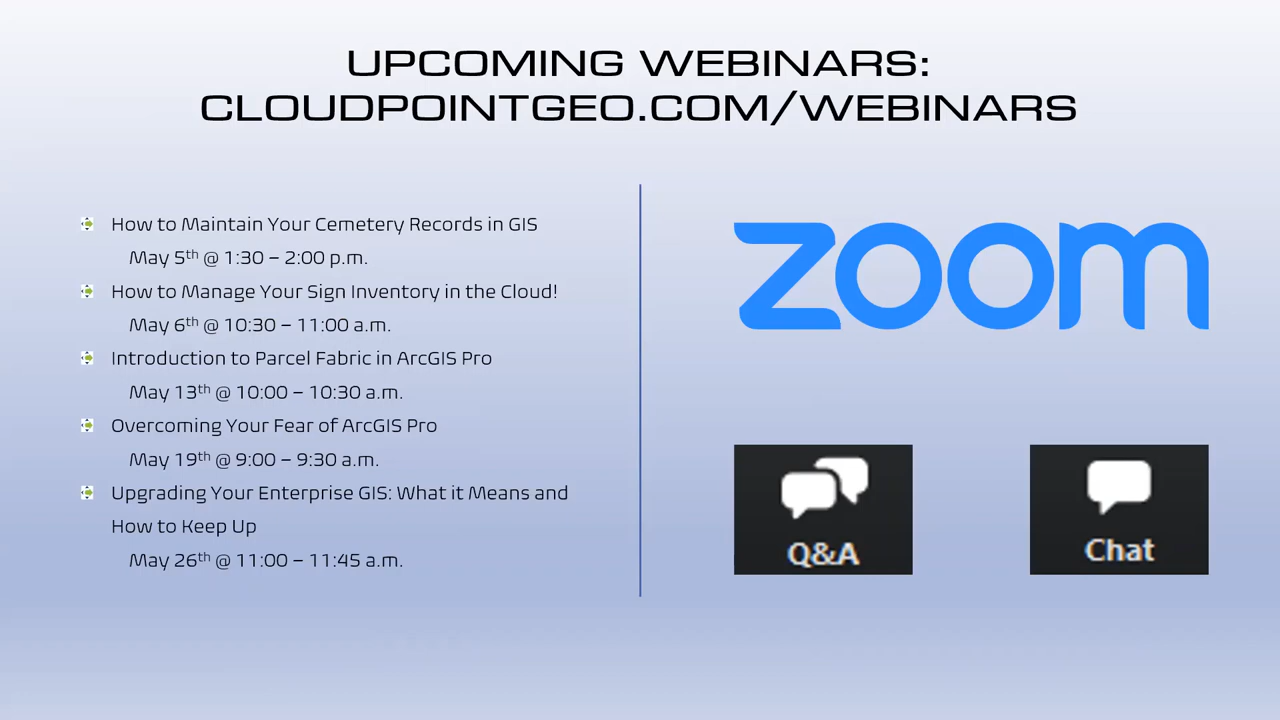 UPCOMING WEBINARS:
CLOUDPOINTGEO.COM/WEBINARS
How to Maintain Your Cemetery Records in GIS
May 5th @ 1:30 – 2:00 p.m.
How to Manage Your Sign Inventory in the Cloud!
May 6th @ 10:30 – 11:00 a.m.
Introduction to Parcel Fabric in ArcGIS Pro
May 13th @ 10:00 – 10:30 a.m.
Overcoming Your Fear of ArcGIS Pro
May 19th @ 9:00 – 9:30 a.m.
Upgrading Your Enterprise GIS: What it Means and
How to Keep Up
May 26th @ 11:00 – 11:45 a.m.
zoom
Q&A
Chat